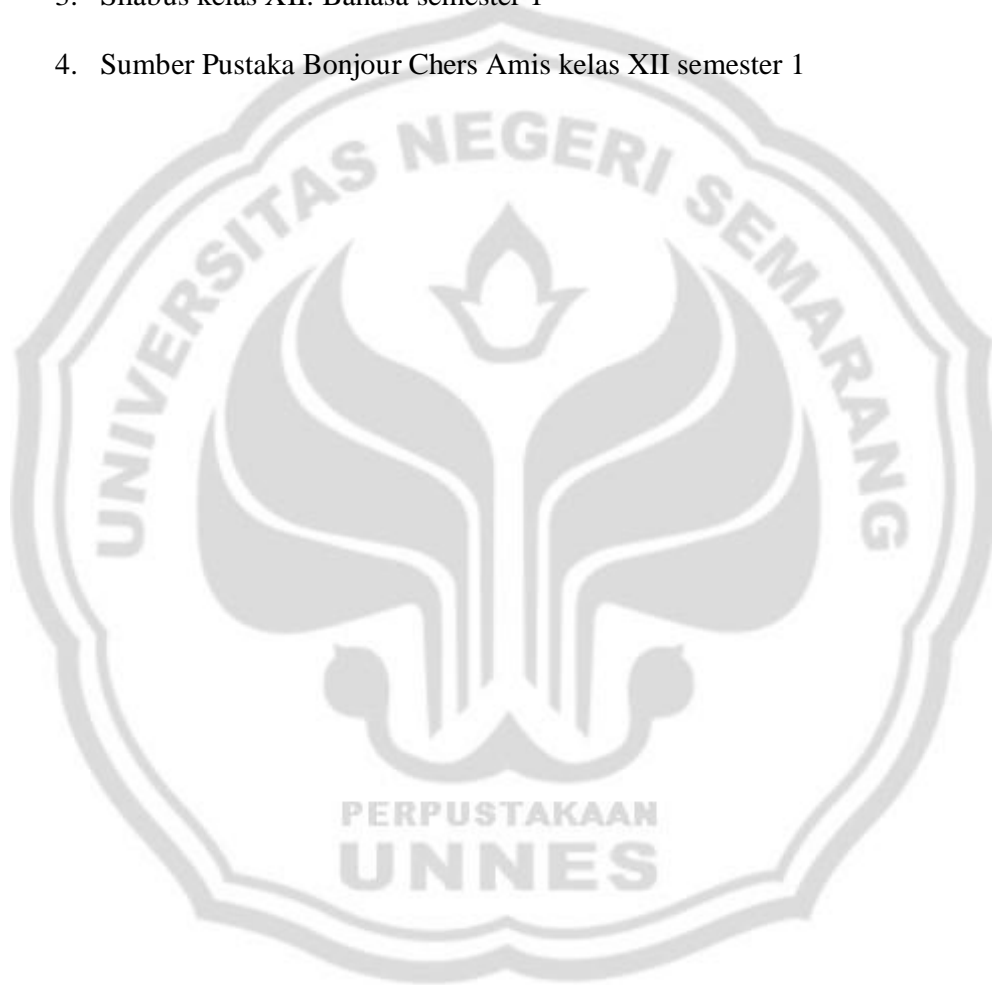 3. Silabus kelas XII. Bahasa semester 1
4. Sumber Pustaka Bonjour Chers Amis kelas XII semester 1
UNIVERSITAS NEGERI SEMARANG
PERPUSTAKAAN
UNNES